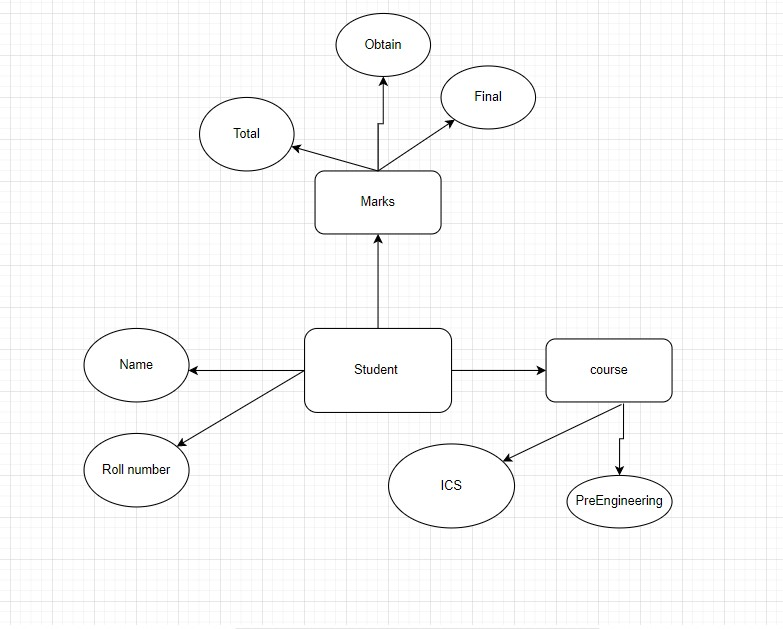 Obtain
Final
Total
Marks
Name
Student
course
Roll number
ICS
PreEngineering